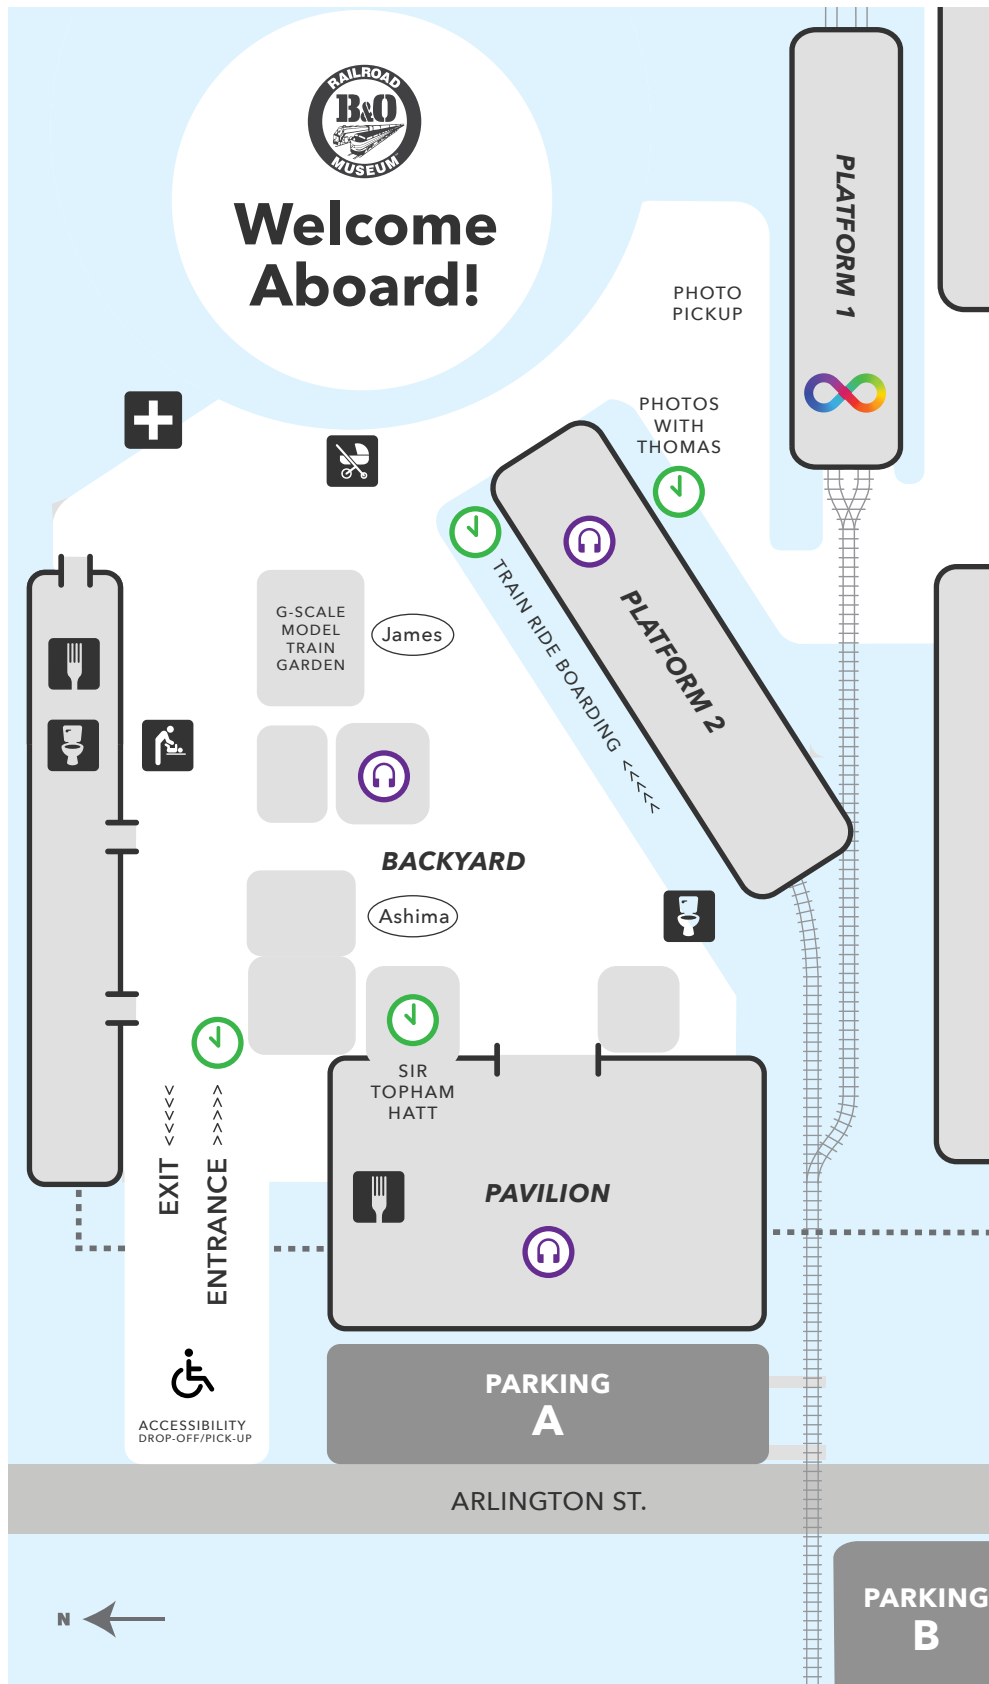 RAILROAD
B&O
MUSEUM
Welcome
Aboard!
PLATFORM 1
PHOTO
PICKUP
PHOTOS
WITH
THOMAS
G-SCALE
MODEL
TRAIN
GARDEN
James
TRAIN RIDE BOARDING <<<<<
PLATFORM 2
BACKYARD
Ashima
SIR
TOPHAM
HATT
EXIT <<<<<<
ENTRANCE >>>>>>
PAVILION
ACCESSIBILITY
DROP-OFF/PICK-UP
PARKING
A
ARLINGTON ST.
N
PARKING
B